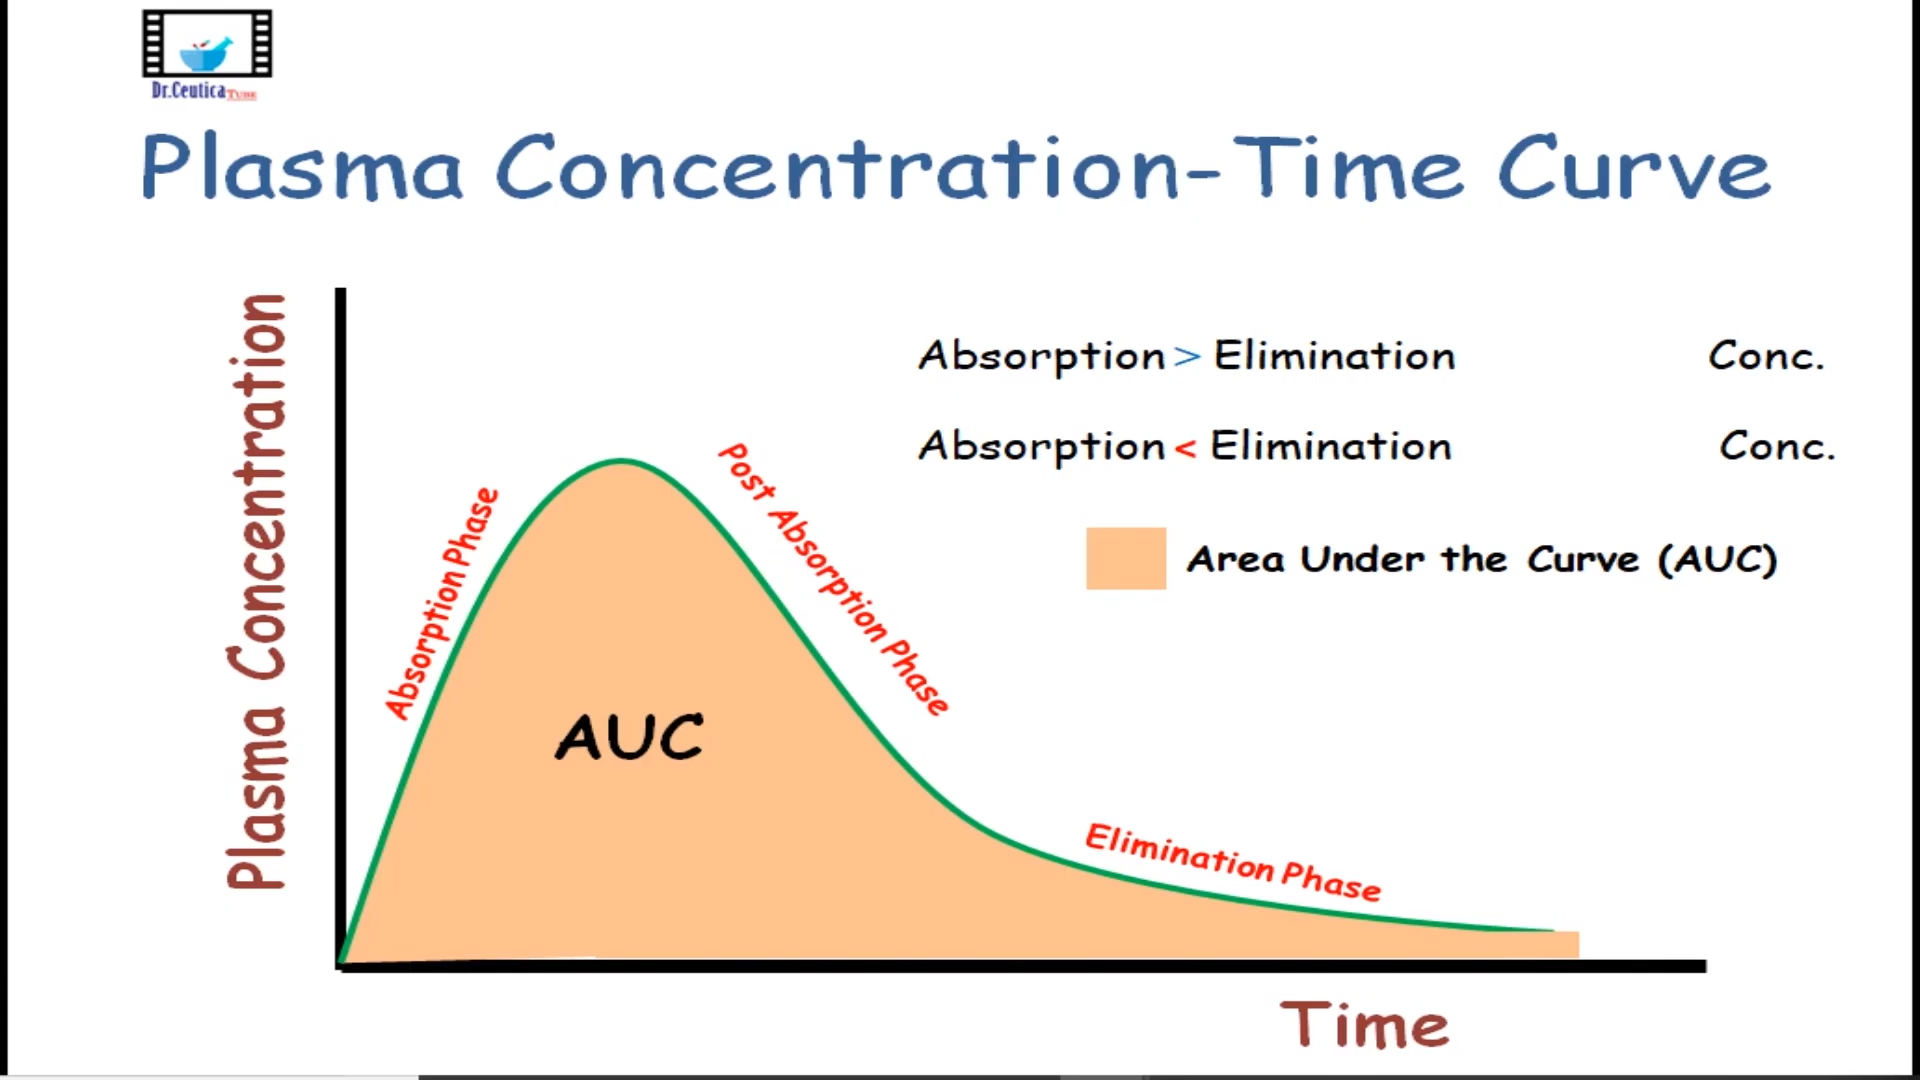 Dr.Ceutica Tube
Plasma Concentration-Time Curve
Plasma Concentration
Absorption > Elimination Conc.
Absorption < Elimination Conc.
Area Under the Curve (AUC)
Absorption Phase
Post Absorption Phase
AUC
Elimination Phase
Time